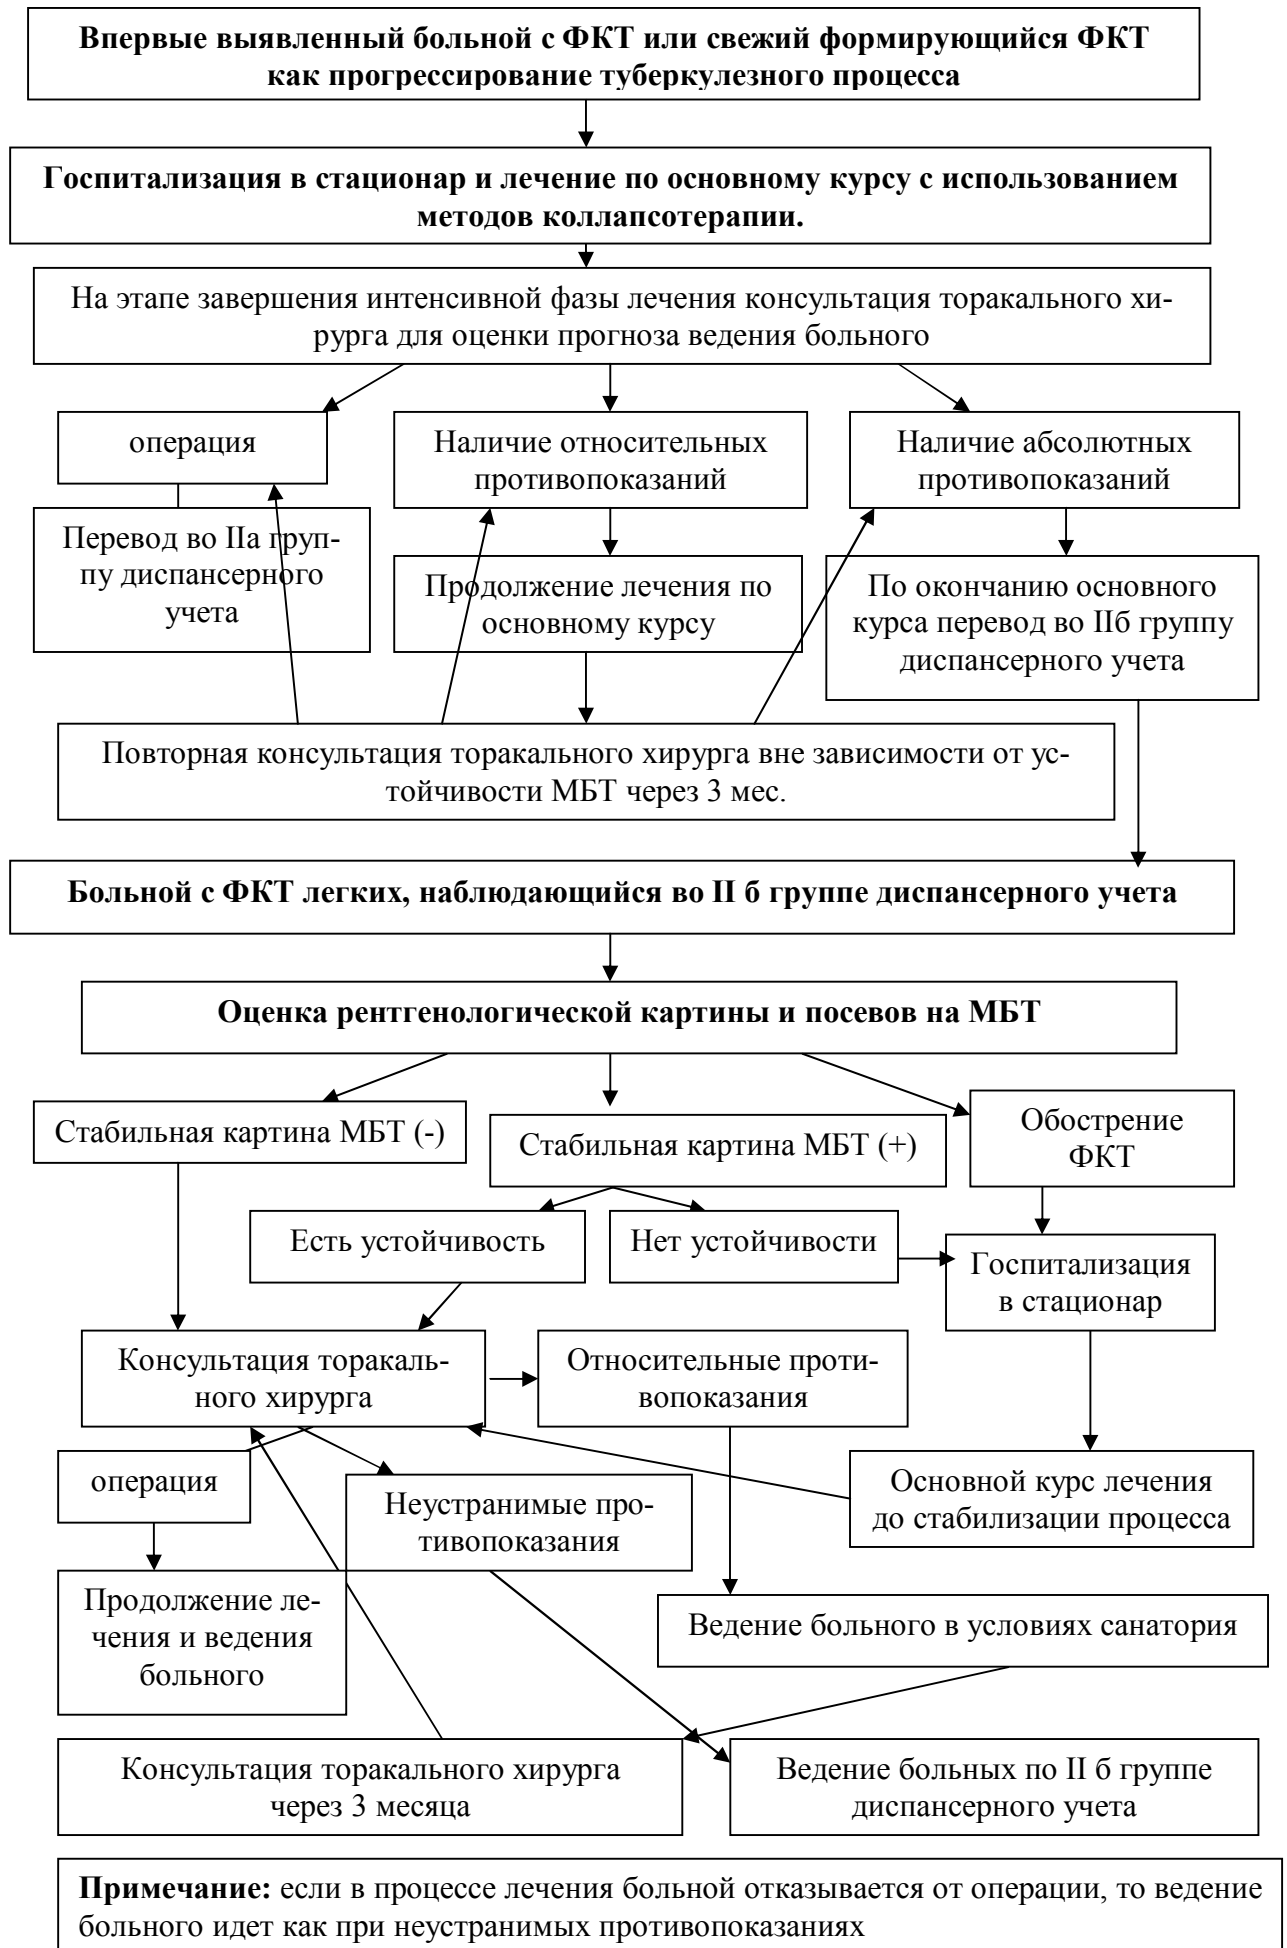 Впервые выявленный больной с ФКТ или свежий формирующийся ФКТ
как прогрессирование туберкулезного процесса
Госпитализация в стационар и лечение по основному курсу с использованием
методов коллапсотерапии.
На этапе завершения интенсивной фазы лечения консультация торакального хи-
рурга для оценки прогноза ведения больного
операция
Наличие относительных
противопоказаний
Наличие абсолютных
противопоказаний
Перевод во IIа груп-
пу диспансерного
учета
Продолжение лечения по
основному курсу
По окончанию основного
курса перевод во IIб группу
диспансерного учета
Повторная консультация торакального хирурга вне зависимости от ус-
тойчивости МБТ через 3 мес.
Больной с ФКТ легких, наблюдающийся во II б группе диспансерного учета
Оценка рентгенологической картины и посевов на МБТ
Стабильная картина МБТ (-)
Стабильная картина МБТ (+)
Обострение
ФКТ
Есть устойчивость
Нет устойчивости
Госпитализация
в стационар
Консультация торакаль-
ного хирурга
Относительные проти-
вопоказания
операция
Неустранимые про-
тивопоказания
Основной курс лечения
до стабилизации процесса
Продолжение ле-
чения и ведения
больного
Ведение больного в условиях санатория
Консультация торакального хирурга
через 3 месяца
Ведение больных по II б группе
диспансерного учета
Примечание: если в процессе лечения больной отказывается от операции, то ведение
больного идет как при неустранимых противопоказаниях